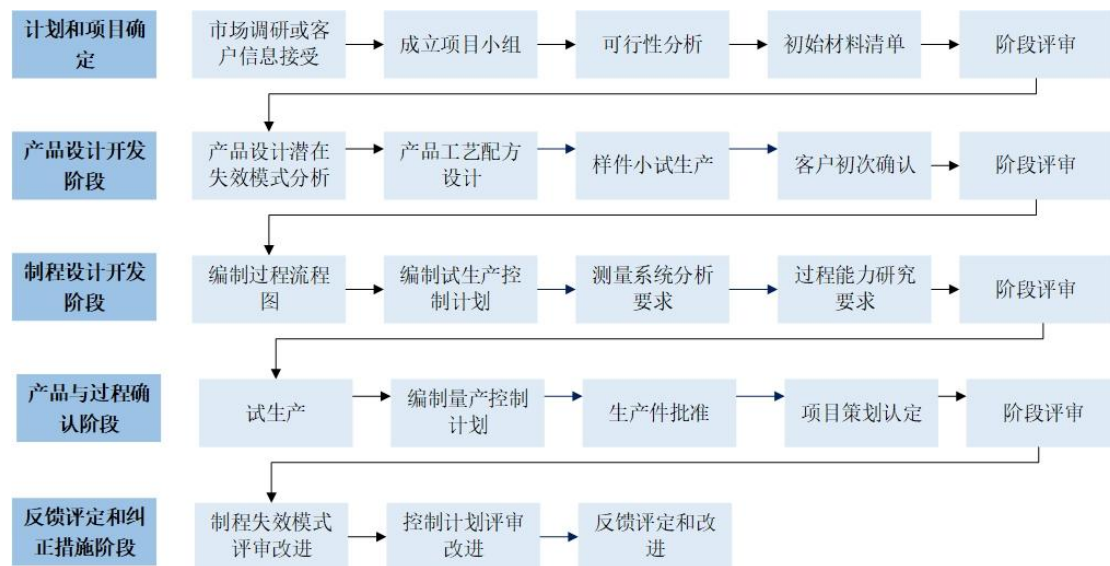 计划和项目确
定
市场调研或客
户信息接受
成立项目小组
可行性分析
初始材料清单
阶段评审
产品设计开发
阶段
产品设计潜在
失效模式分析
产品工艺配方
设计
样件小试生产
客户初次确认
阶段评审
制程设计开发
阶段
编制过程流程
图
编制试生产控
制计划
测量系统分析
要求
过程能力研究
要求
阶段评审
产品与过程确
认阶段
试生产
编制量产控制
计划
生产件批准
项目策划认定
阶段评审
反馈评定和纠
正措施阶段
制程失效模式
评审改进
控制计划评审
改进
反馈评定和改
进